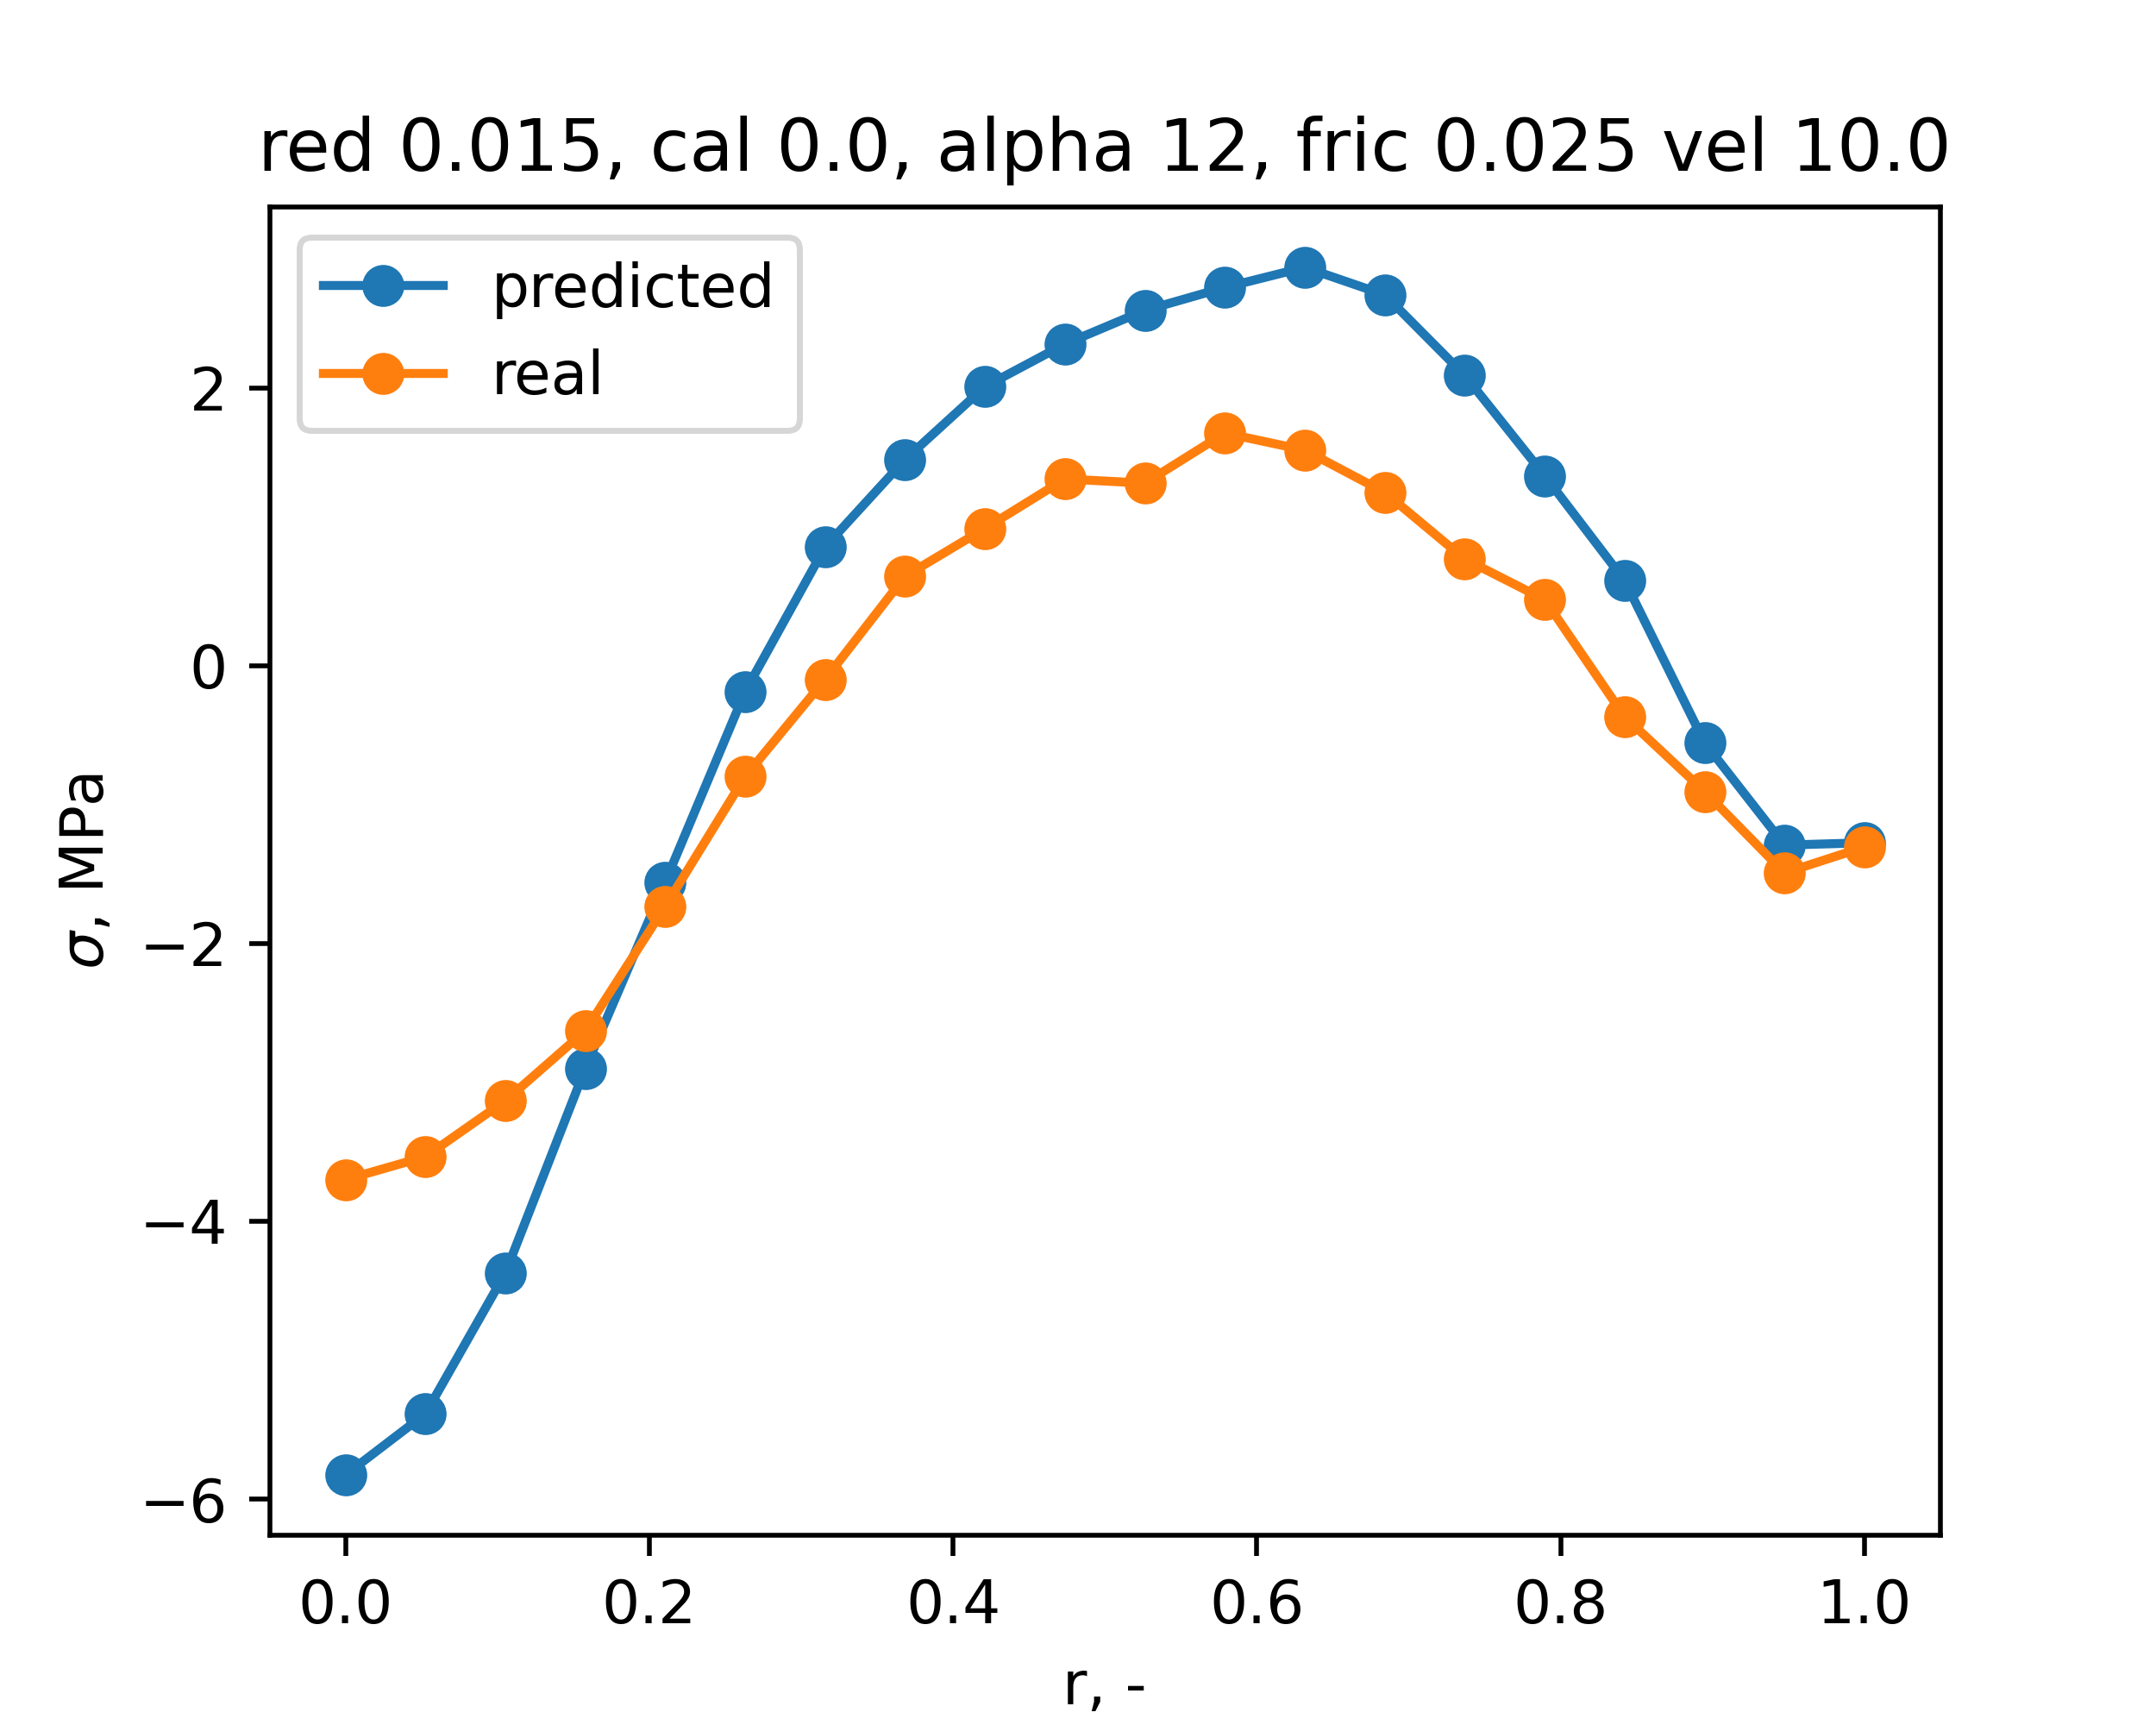 red 0.015, cal 0.0, alpha 12, fric 0.025 vel 10.0
predicted
real
2
0
−2
−4
−6
σ, MPa
0.0 0.2 0.4 0.6 0.8 1.0
r, -